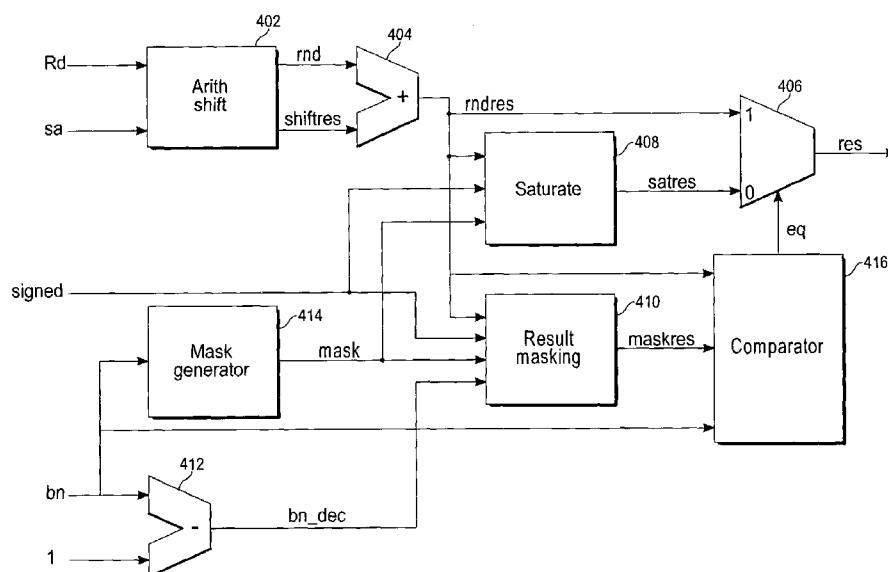 402
404
Rd
rnd
Arith
shift
+
sa
shiftres
rndres
406
1
408
Saturate
satres
0
res
eq
416
signed
414
410
Mask
generator
mask
Result
masking
maskres
Comparator
412
bn
-
bn_dec
1